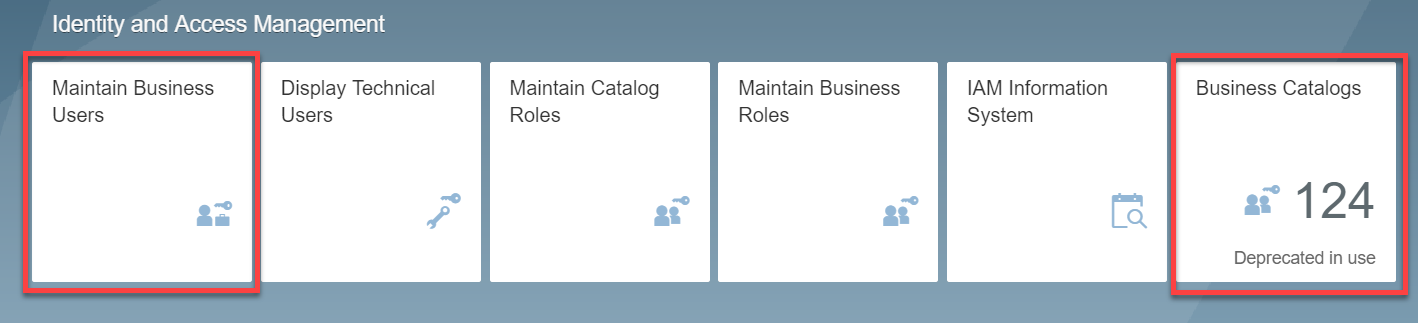 Identity and Access Management
Maintain Business
Users
Display Technical
Users
Maintain Catalog
Roles
Maintain Business
Roles
IAM Information
System
Business Catalogs
124
Deprecated in use